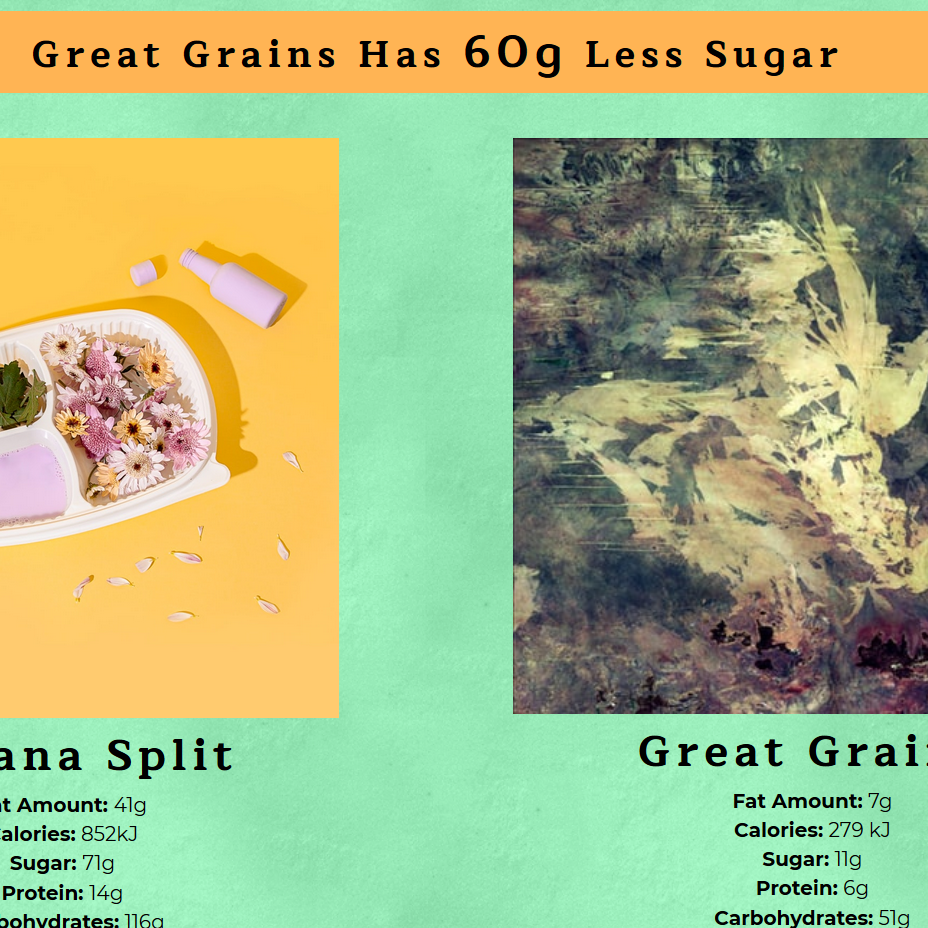 Great Grains Has 60g Less Sugar
ana Split
t Amount: 41g
alories: 852kJ
Sugar: 71g
Protein: 14g
bohydrates: 116g
Great Grai
Fat Amount: 7g
Calories: 279 kJ
Sugar: 11g
Protein: 6g
Carbohydrates: 51g